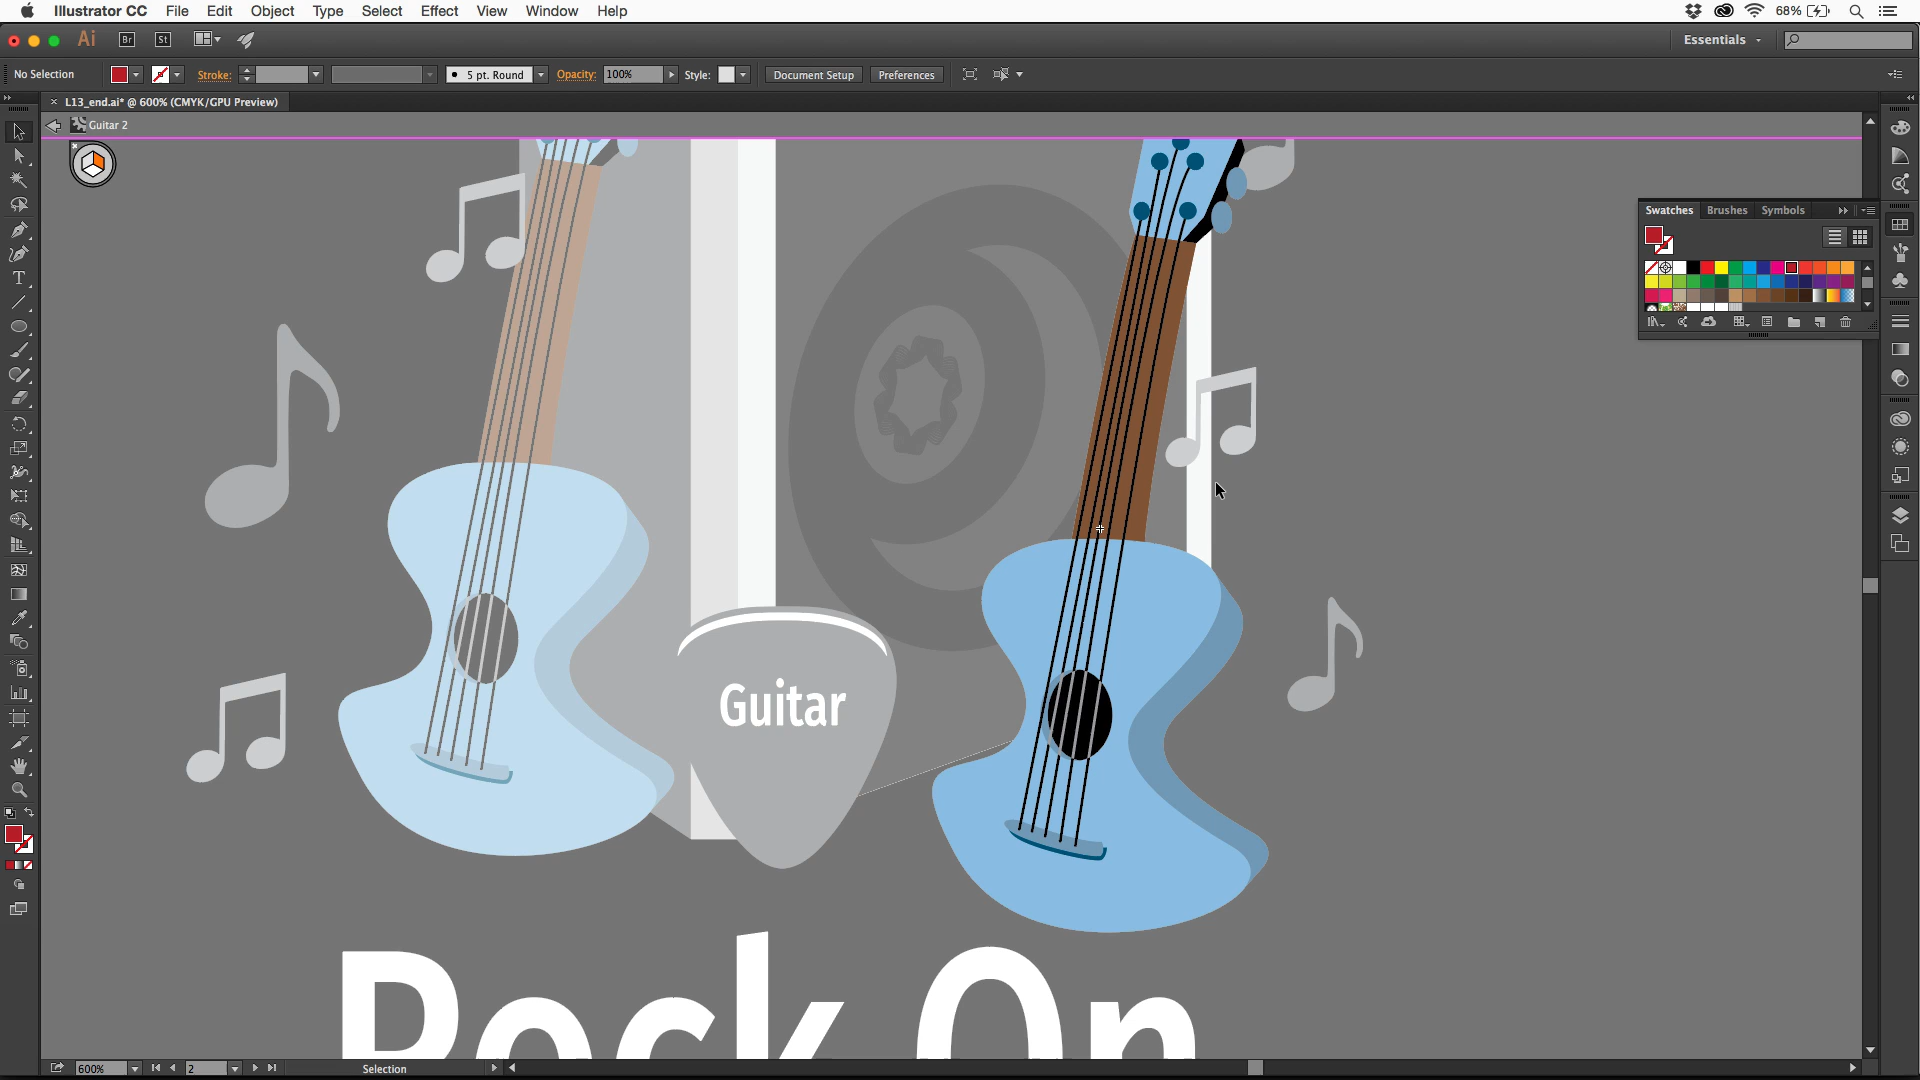 Illustrator CC File Edit Object Type Select Effect View Window Help 68%
Ai Br St Essentials
No Selection Stroke: 5 pt. Round Opacity: 100% Style: Document Setup Preferences
× L13_end.ai* @ 600% (CMYK/GPU Preview)
Guitar 2
Swatches Brushes Symbols
T
Guitar
Rock On
600% 2 Selection